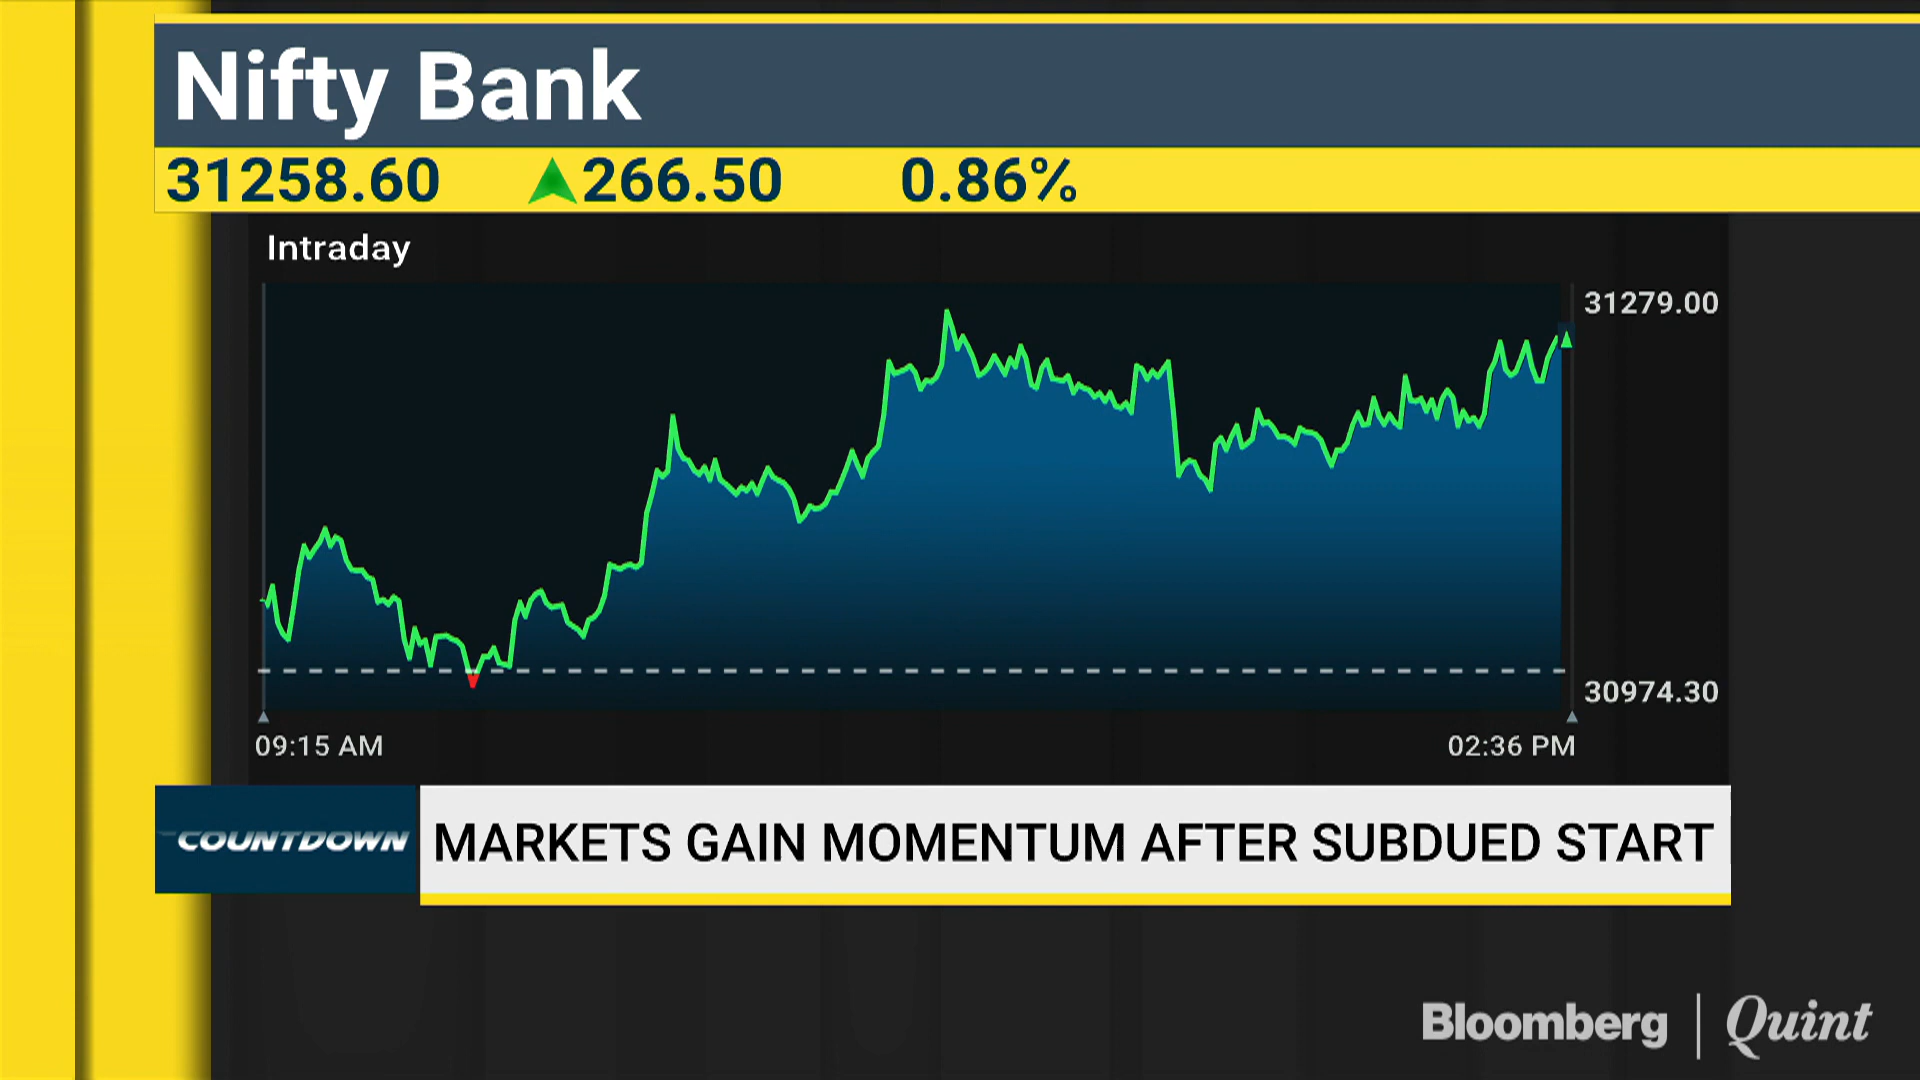 Nifty Bank
31258.60 ▲266.50 0.86%
Intraday
31279.00
30974.30
09:15 AM 02:36 PM
COUNTDOWN MARKETS GAIN MOMENTUM AFTER SUBDUED START
Bloomberg | Quint